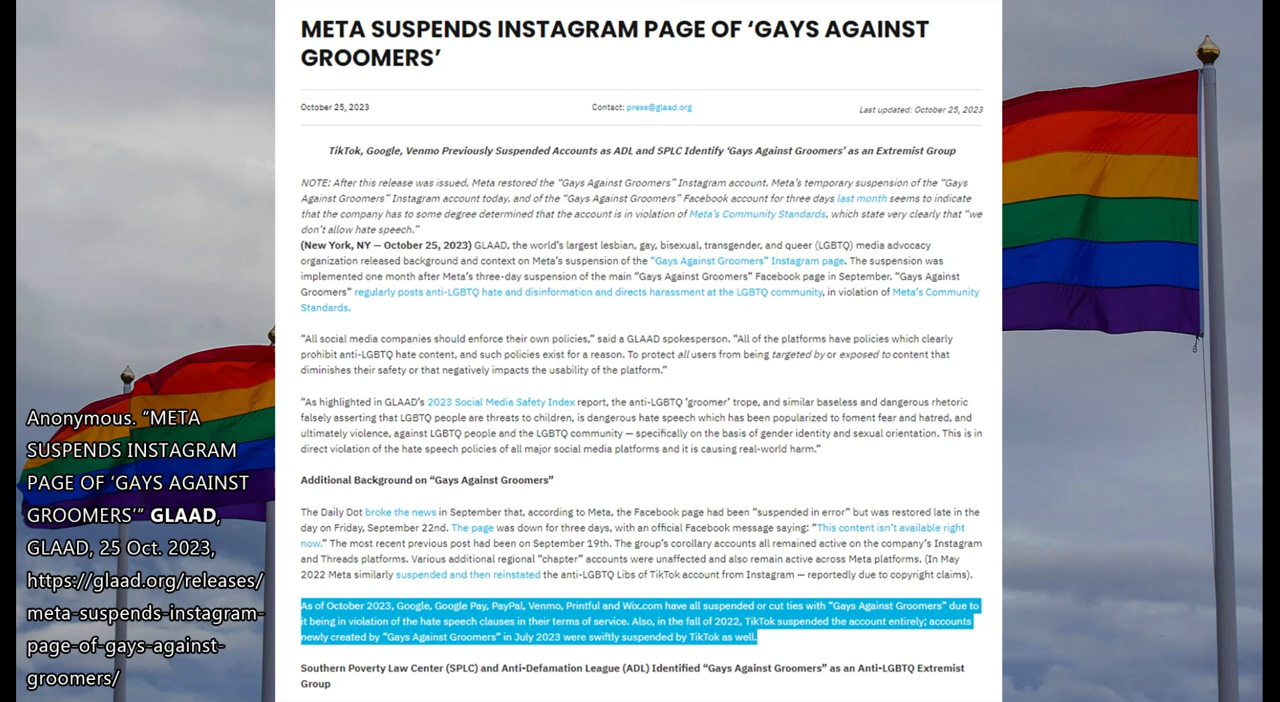 META SUSPENDS INSTAGRAM PAGE OF ‘GAYS AGAINST
GROOMERS’
October 25, 2023
Contact: press@glaad.org
Last updated: October 25, 2023
TikTok, Google, Venmo Previously Suspended Accounts as ADL and SPLC Identify ‘Gays Against Groomers’ as an Extremist Group
NOTE: After this release was issued, Meta restored the “Gays Against Groomers” Instagram account. Meta’s temporary suspension of the “Gays
Against Groomers” Instagram account today, and of the “Gays Against Groomers” Facebook account for three days last month seems to indicate
that the company has to some degree determined that the account is in violation of Meta’s Community Standards, which state very clearly that “we
don’t allow hate speech.”
(New York, NY — October 25, 2023) GLAAD, the world’s largest lesbian, gay, bisexual, transgender, and queer (LGBTQ) media advocacy
organization released background and context on Meta’s suspension of the “Gays Against Groomers” Instagram page. The suspension was
implemented one month after Meta’s three-day suspension of the main “Gays Against Groomers” Facebook page in September. “Gays Against
Groomers” regularly posts anti-LGBTQ hate and disinformation and directs harassment at the LGBTQ community, in violation of Meta’s Community
Standards.
“All social media companies should enforce their own policies,” said a GLAAD spokesperson. “All of the platforms have policies which clearly
prohibit anti-LGBTQ hate content, and such policies exist for a reason. To protect all users from being targeted by or exposed to content that
diminishes their safety or that negatively impacts the usability of the platform.”
“As highlighted in GLAAD’s 2023 Social Media Safety Index report, the anti-LGBTQ ‘groomer’ trope, and similar baseless and dangerous rhetoric
falsely asserting that LGBTQ people are threats to children, is dangerous hate speech which has been popularized to foment fear and hatred, and
ultimately violence, against LGBTQ people and the LGBTQ community — specifically on the basis of gender identity and sexual orientation. This is in
direct violation of the hate speech policies of all major social media platforms and it is causing real-world harm.”
Additional Background on “Gays Against Groomers”
The Daily Dot broke the news in September that, according to Meta, the Facebook page had been “suspended in error” but was restored late in the
day on Friday, September 22nd. The page was down for three days, with an official Facebook message saying: “This content isn’t available right
now.” The most recent previous post had been on September 19th. The group’s corollary accounts all remained active on the company’s Instagram
and Threads platforms. Various additional regional “chapter” accounts were unaffected and also remain active across Meta platforms. (In May
2022 Meta similarly suspended and then reinstated the anti-LGBTQ Libs of TikTok account from Instagram — reportedly due to copyright claims).
As of October 2023, Google, Google Pay, PayPal, Venmo, Printful and Wix.com have all suspended or cut ties with “Gays Against Groomers” due to
it being in violation of the hate speech clauses in their terms of service. Also, in the fall of 2022, TikTok suspended the account entirely; accounts
newly created by “Gays Against Groomers” in July 2023 were swiftly suspended by TikTok as well.
Southern Poverty Law Center (SPLC) and Anti-Defamation League (ADL) Identified “Gays Against Groomers” as an Anti-LGBTQ Extremist
Group
Anonymous. “META
SUSPENDS INSTAGRAM
PAGE OF ‘GAYS AGAINST
GROOMERS’” GLAAD,
GLAAD, 25 Oct. 2023,
https://glaad.org/releases/
meta-suspends-instagram-
page-of-gays-against-
groomers/